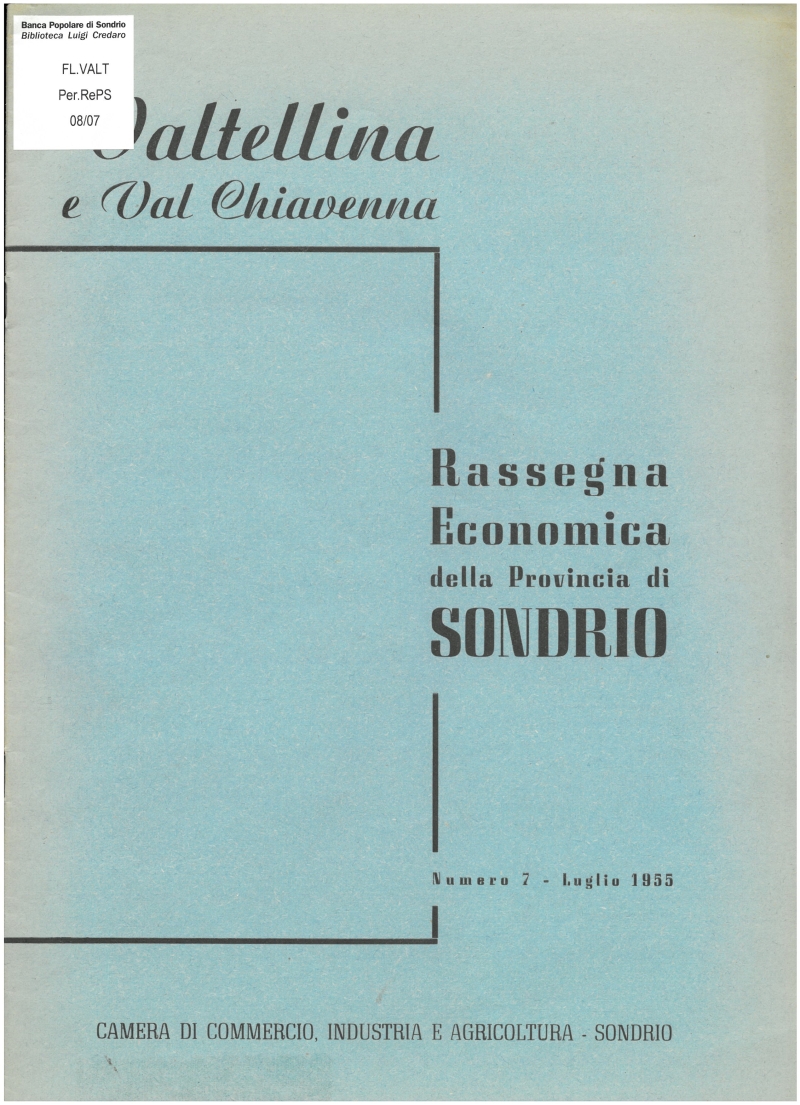 Banca Popolare di Sondrio
Biblioteca Luigi Credaro
FL.VALT
Per.RePS
08/07
Valtellina
e Val Chiavenna
Rassegna
Economica
della Provincia di
SONDRIO
Numero 7 - Luglio 1955
CAMERA DI COMMERCIO, INDUSTRIA E AGRICOLTURA - SONDRIO